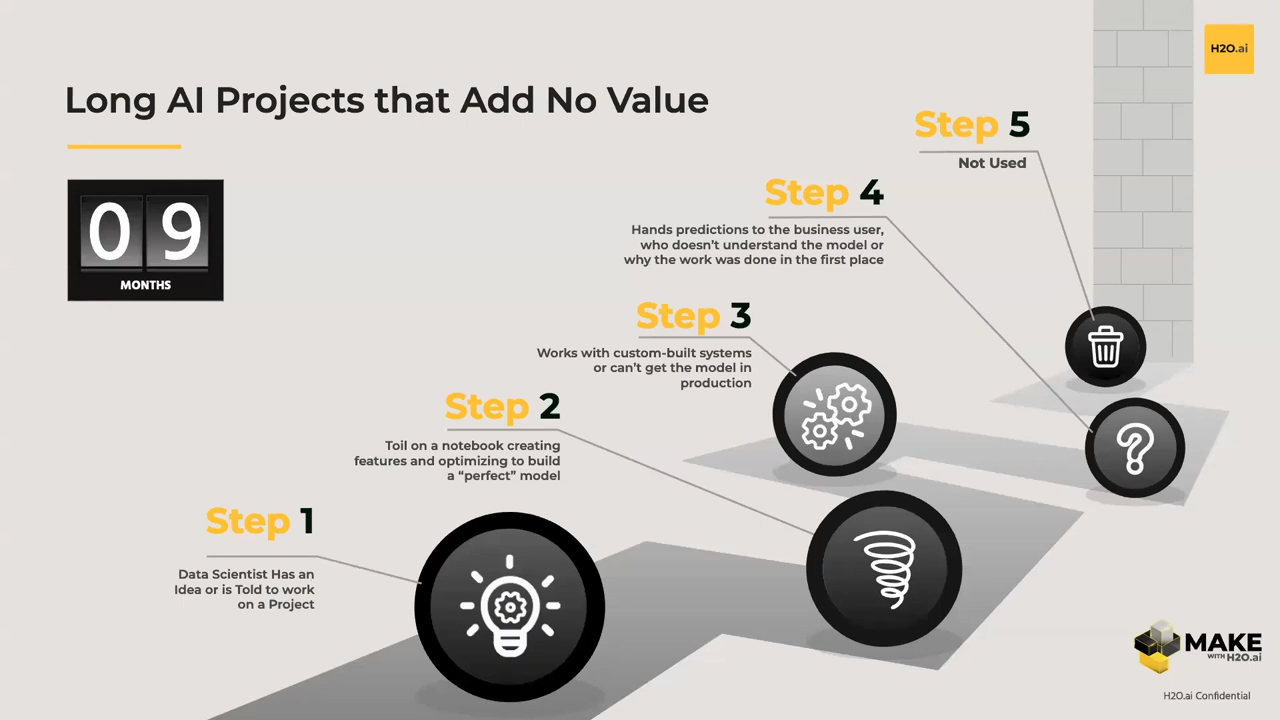 H2O.ai
Long AI Projects that Add No Value
09
MONTHS
Step 5
Not Used
Step 4
Hands predictions to the business user,
who doesn't understand the model or
why the work was done in the first place
Step 3
Works with custom-built systems
or can't get the model in
production
Step 2
Toil on a notebook creating
features and optimizing to build
a “perfect” model
Step 1
Data Scientist Has an
Idea or is Told to work
on a Project
MAKE
WITH H2O.ai
H2O.ai Confidential